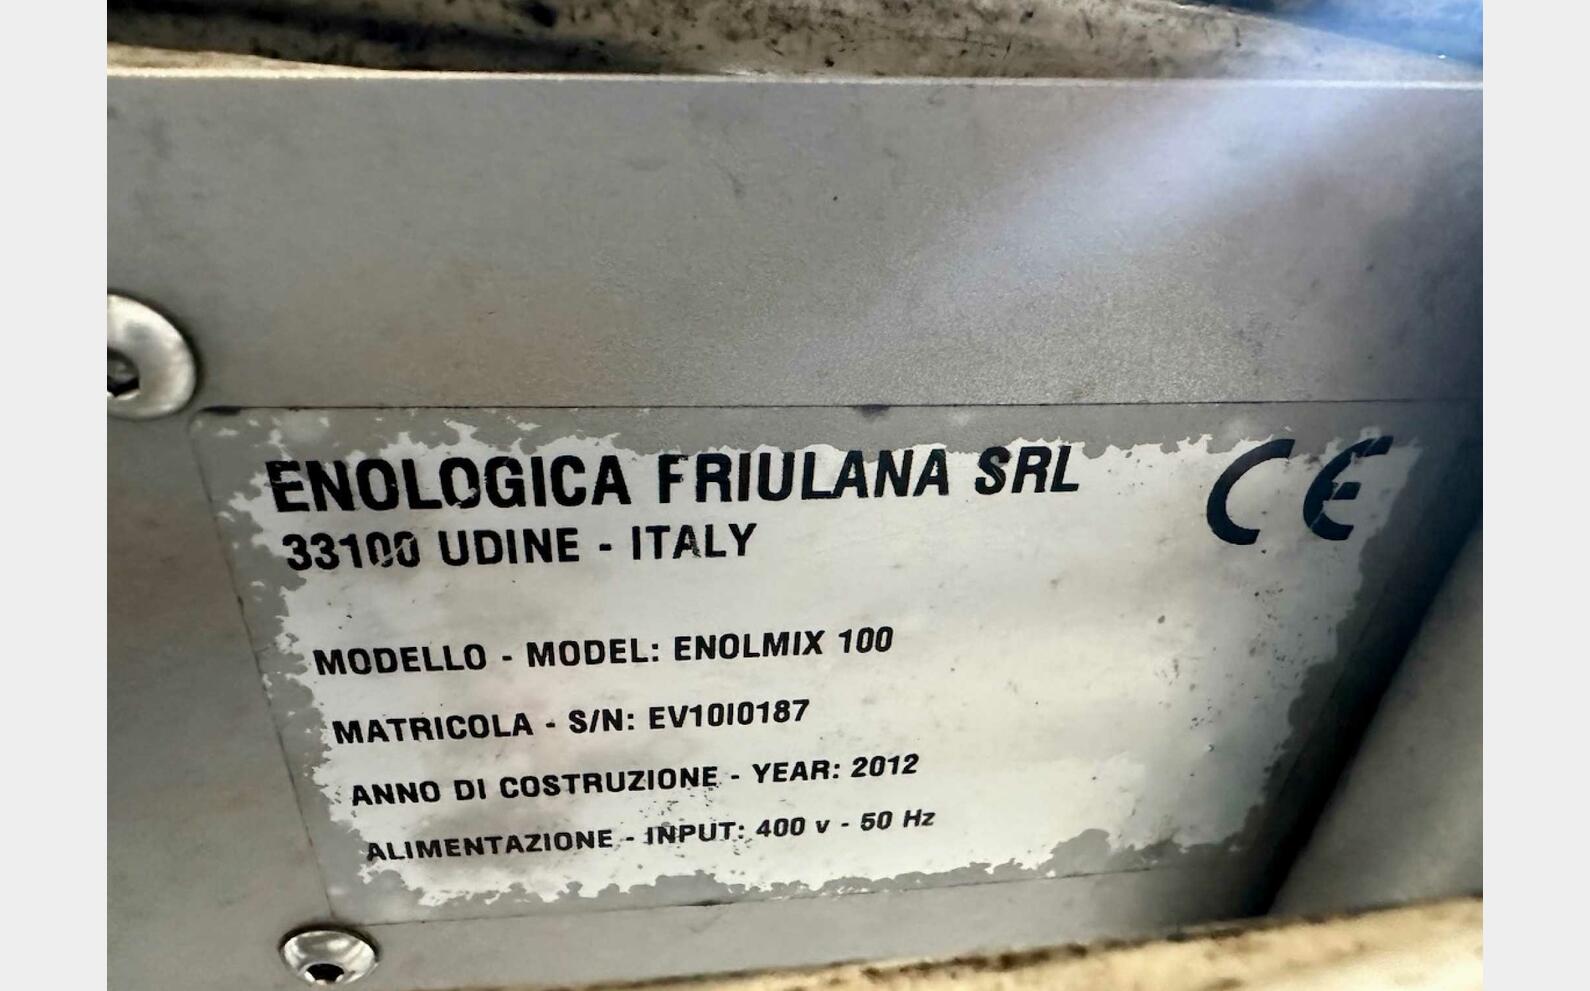 ENOLOGICA FRIULANA SRL CE
33100 UDINE - ITALY
MODELLO - MODEL: ENOLMIX 100
MATRICOLA - S/N: EV10I0187
ANNO DI COSTRUZIONE - YEAR: 2012
ALIMENTAZIONE - INPUT: 400 v - 50 Hz